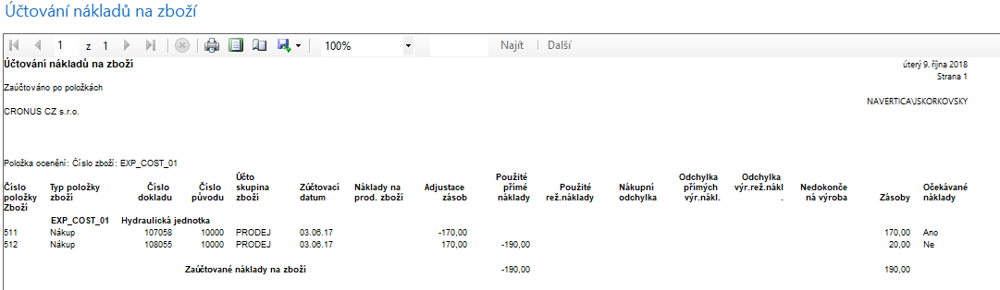 Účtování nákladů na zboží
1 z 1 100% Najít | Další
Účtování nákladů na zboží úterý 9. října 2018
Strana 1
Zaúčtováno po položkách
NAVERTICA\JSKORKOVSKY
CRONUS CZ s.r.o.
Položka ocenění: Číslo zboží: EXP_COST_01
Číslo položky Zboží Typ položky zboží Číslo dokladu Číslo původu Účto skupina zboží Zúčtovací datum Náklady na prod. zboží Adjustace zásob Použité přímé náklady Použité rež.náklady Nákupní odchylka Odchylka přímých výr.nákl. Odchylka výr.rež.nákl . Nedokonče ná výroba Zásoby Očekávané náklady
EXP_COST_01 Hydraulická jednotka
511 Nákup 107058 10000 PRODEJ 03.06.17 -170,00 170,00 Ano
512 Nákup 108055 10000 PRODEJ 03.06.17 170,00 -190,00 20,00 Ne
Zaúčtované náklady na zboží -190,00 190,00